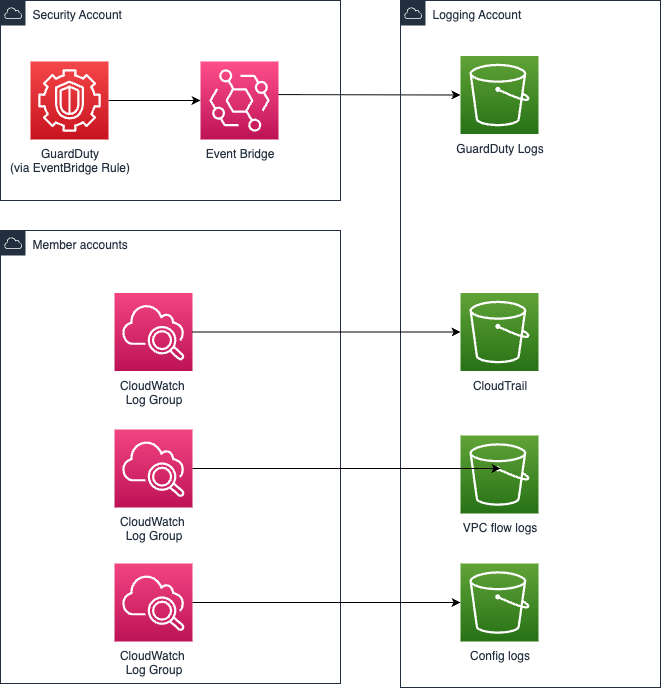 Security Account
GuardDuty
(via EventBridge Rule)
Event Bridge
Logging Account
GuardDuty Logs
Member accounts
CloudWatch
Log Group
CloudTrail
CloudWatch
Log Group
VPC flow logs
CloudWatch
Log Group
Config logs